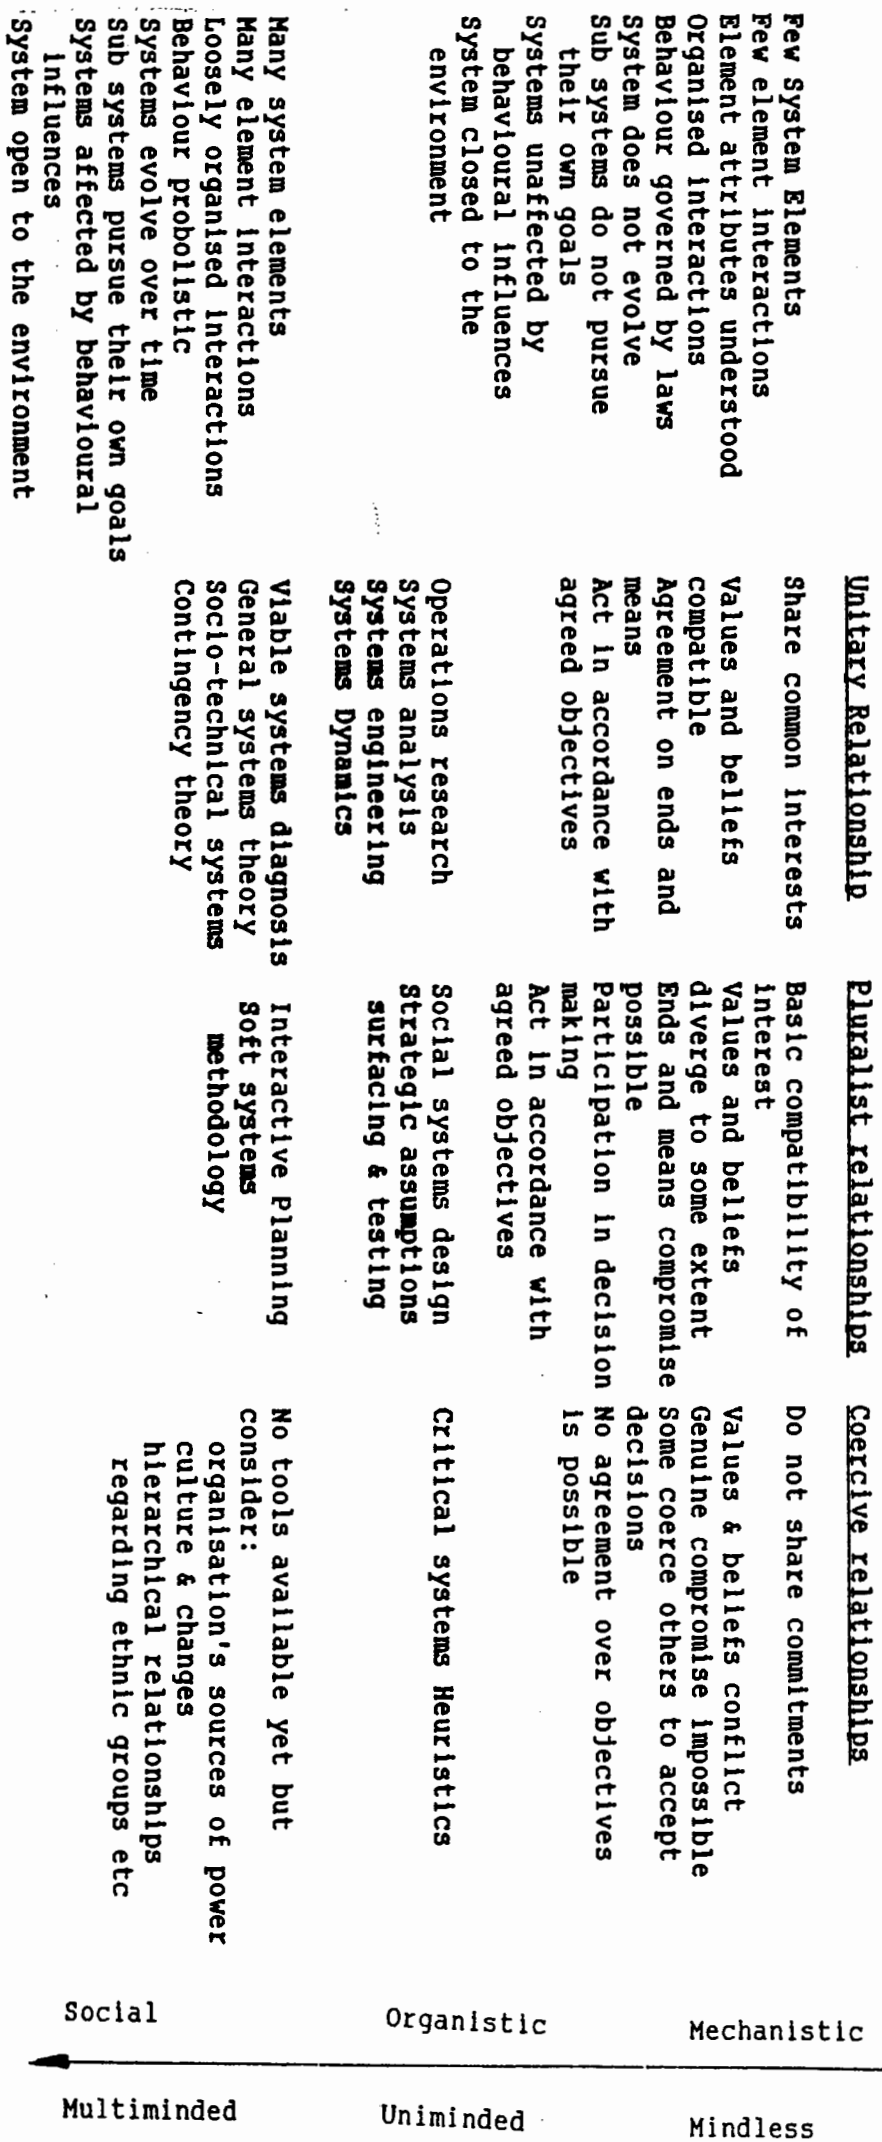 Unitary Relationship
Pluralist relationships
Coercive relationships
Few System Elements
Few element interactions
Element attributes understood
Organised interactions
Behaviour governed by laws
System does not evolve
Sub systems do not pursue
their own goals
Systems unaffected by
behavioural influences
System closed to the
environment
Share common interests
Values and beliefs
compatible
Agreement on ends and
means
Act in accordance with
agreed objectives
Basic compatibility of
interest
Values and beliefs
diverge to some extent
Ends and means compromise
possible
Participation in decision
making
Act in accordance with
agreed objectives
Do not share commitments
Values & beliefs conflict
Genuine compromise impossible
Some coerce others to accept
decisions
No agreement over objectives
is possible
Operations research
Systems analysis
Systems engineering
Systems Dynamics
Social systems design
Strategic assumptions
surfacing & testing
Critical systems Heuristics
Many system elements
Many element interactions
Loosely organised interactions
Behaviour probolistic
Systems evolve over time
Sub systems pursue their own goals
Systems affected by behavioural
influences
System open to the environment
Viable systems diagnosis
General systems theory
Socio-technical systems
Contingency theory
Interactive Planning
Soft systems
methodology
No tools available yet but
consider:
organisation's sources of power
culture & changes
hierarchical relationships
regarding ethnic groups etc
Social
Organistic
Mechanistic
Multiminded
Uniminded
Mindless